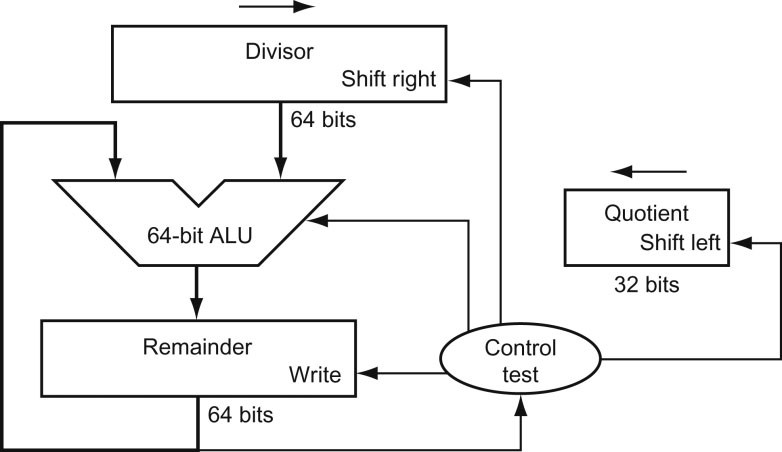 Divisor
Shift right
64 bits
64-bit ALU
Quotient
Shift left
32 bits
Remainder
Write
64 bits
Control
test